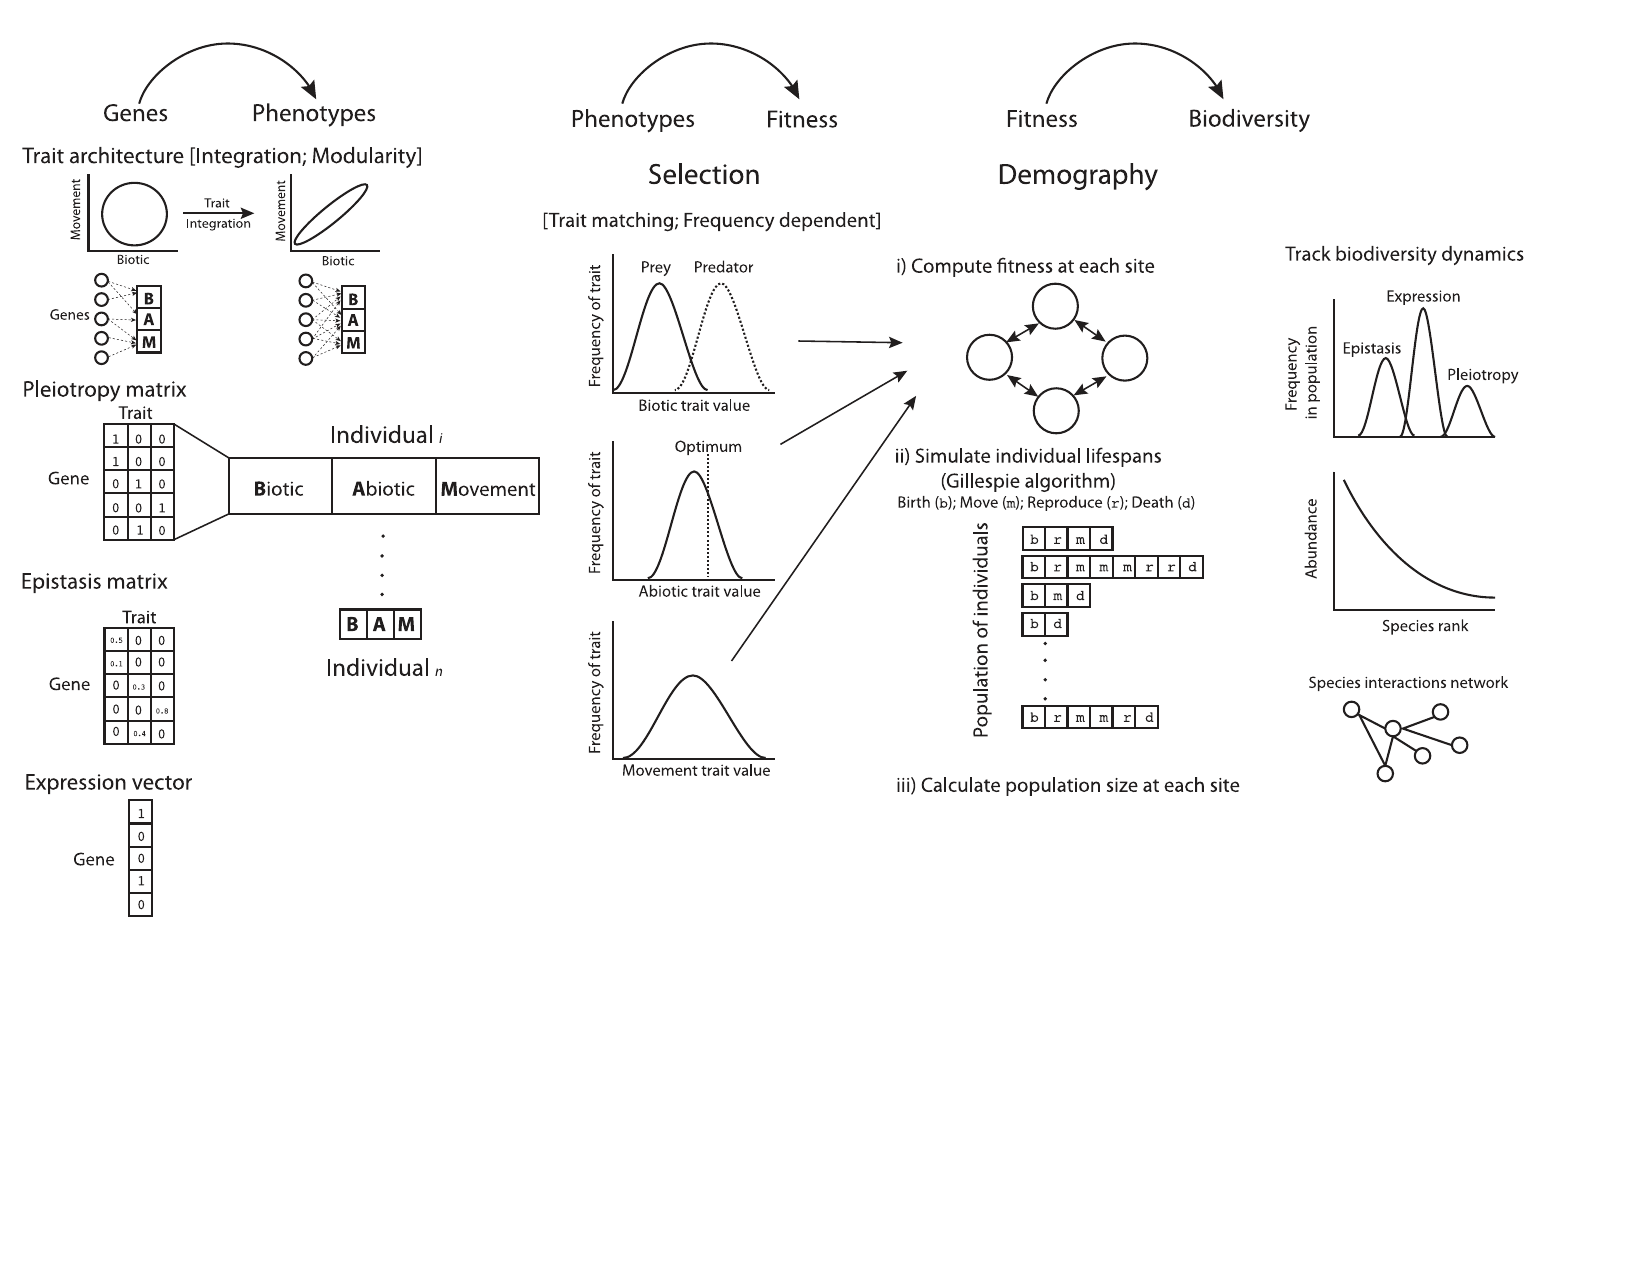 Genes
Phenotypes
Trait architecture [Integration; Modularity]
Movement
Biotic
Trait
Integration
Movement
Biotic
Genes
B
A
M
B
A
M
Pleiotropy matrix
Trait
Gene
1 0 0
1 0 0
0 1 0
0 0 1
0 1 0
Individual i
Biotic
Abiotic
Movement
B A M
Individual n
Epistasis matrix
Trait
Gene
0.5 0 0
0.1 0 0
0 0.3 0
0 0 0.8
0 0.4 0
Expression vector
Gene
1
0
0
1
0
Phenotypes
Fitness
Selection
[Trait matching; Frequency dependent]
Frequency of trait
Prey
Predator
Biotic trait value
Frequency of trait
Optimum
Abiotic trait value
Frequency of trait
Movement trait value
Fitness
Biodiversity
Demography
i) Compute fitness at each site
ii) Simulate individual lifespans
(Gillespie algorithm)
Birth (b); Move (m); Reproduce (r); Death (d)
Population of individuals
b r m d
b r m m m r r d
b m d
b d
b r m m r d
iii) Calculate population size at each site
Track biodiversity dynamics
Frequency
in population
Expression
Epistasis
Pleiotropy
Abundance
Species rank
Species interactions network